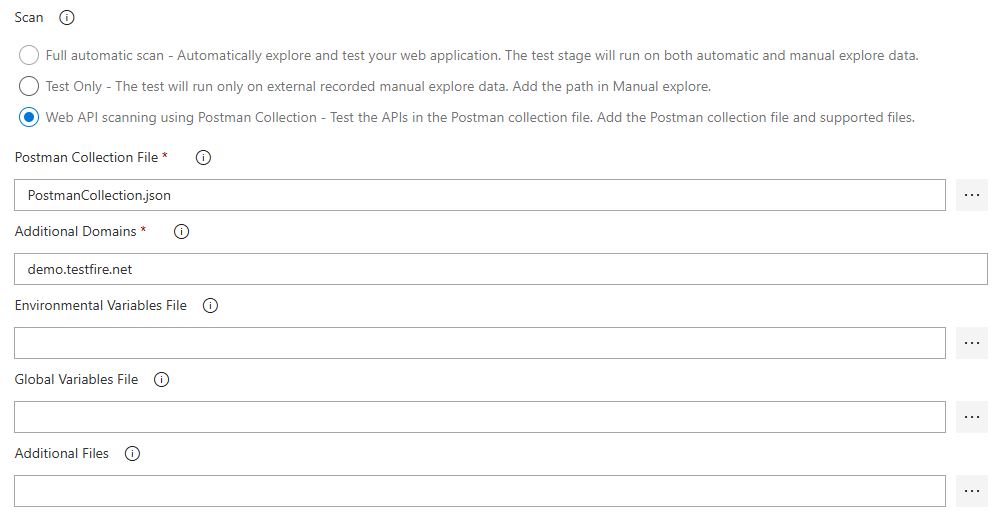 Scan
Full automatic scan - Automatically explore and test your web application. The test stage will run on both automatic and manual explore data.
Test Only - The test will run only on external recorded manual explore data. Add the path in Manual explore.
Web API scanning using Postman Collection - Test the APIs in the Postman collection file. Add the Postman collection file and supported files.
Postman Collection File *
PostmanCollection.json
Additional Domains *
demo.testfire.net
Environmental Variables File
Global Variables File
Additional Files